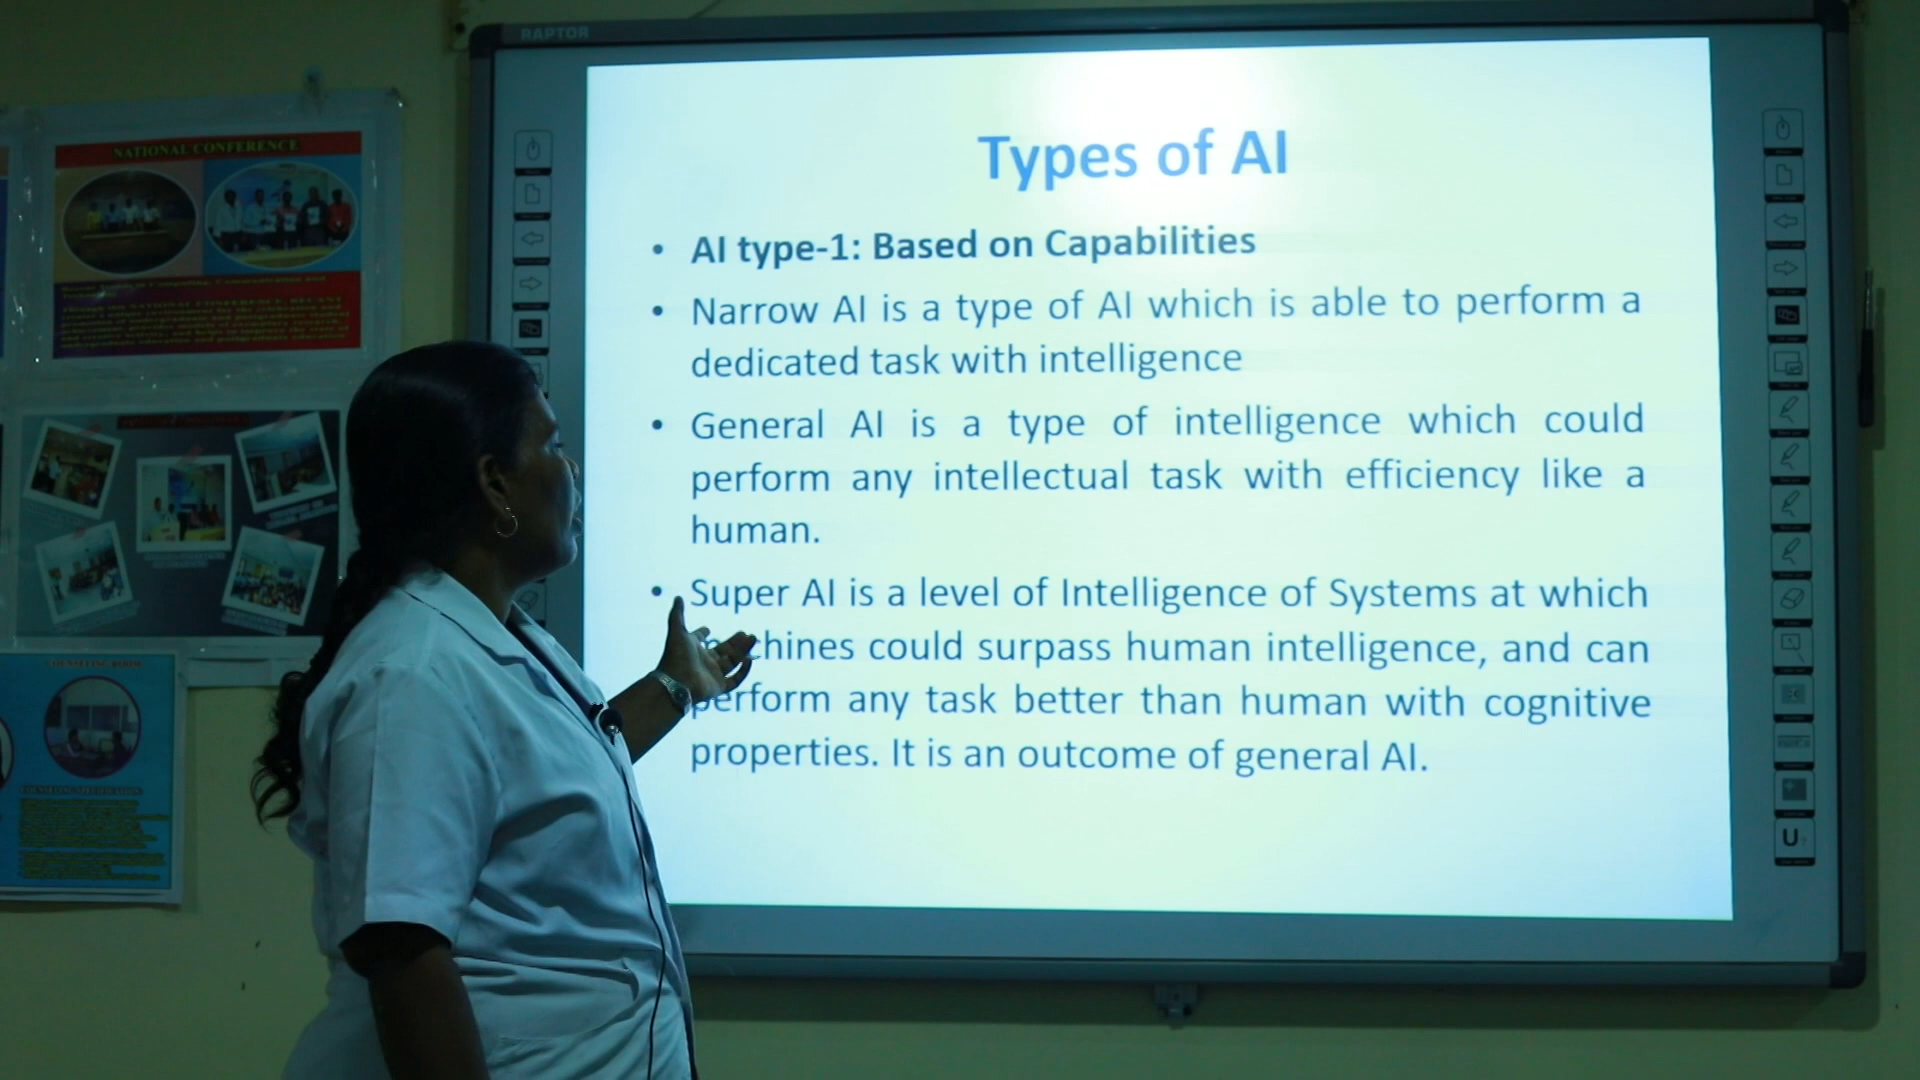 RAPTOR
NATIONAL CONFERENCE
Types of AI
• AI type-1: Based on Capabilities
• Narrow AI is a type of AI which is able to perform a
dedicated task with intelligence
• General AI is a type of intelligence which could
perform any intellectual task with efficiency like a
human.
• Super AI is a level of Intelligence of Systems at which
chines could surpass human intelligence, and can
perform any task better than human with cognitive
properties. It is an outcome of general AI.
COUNSELING ROOM
U